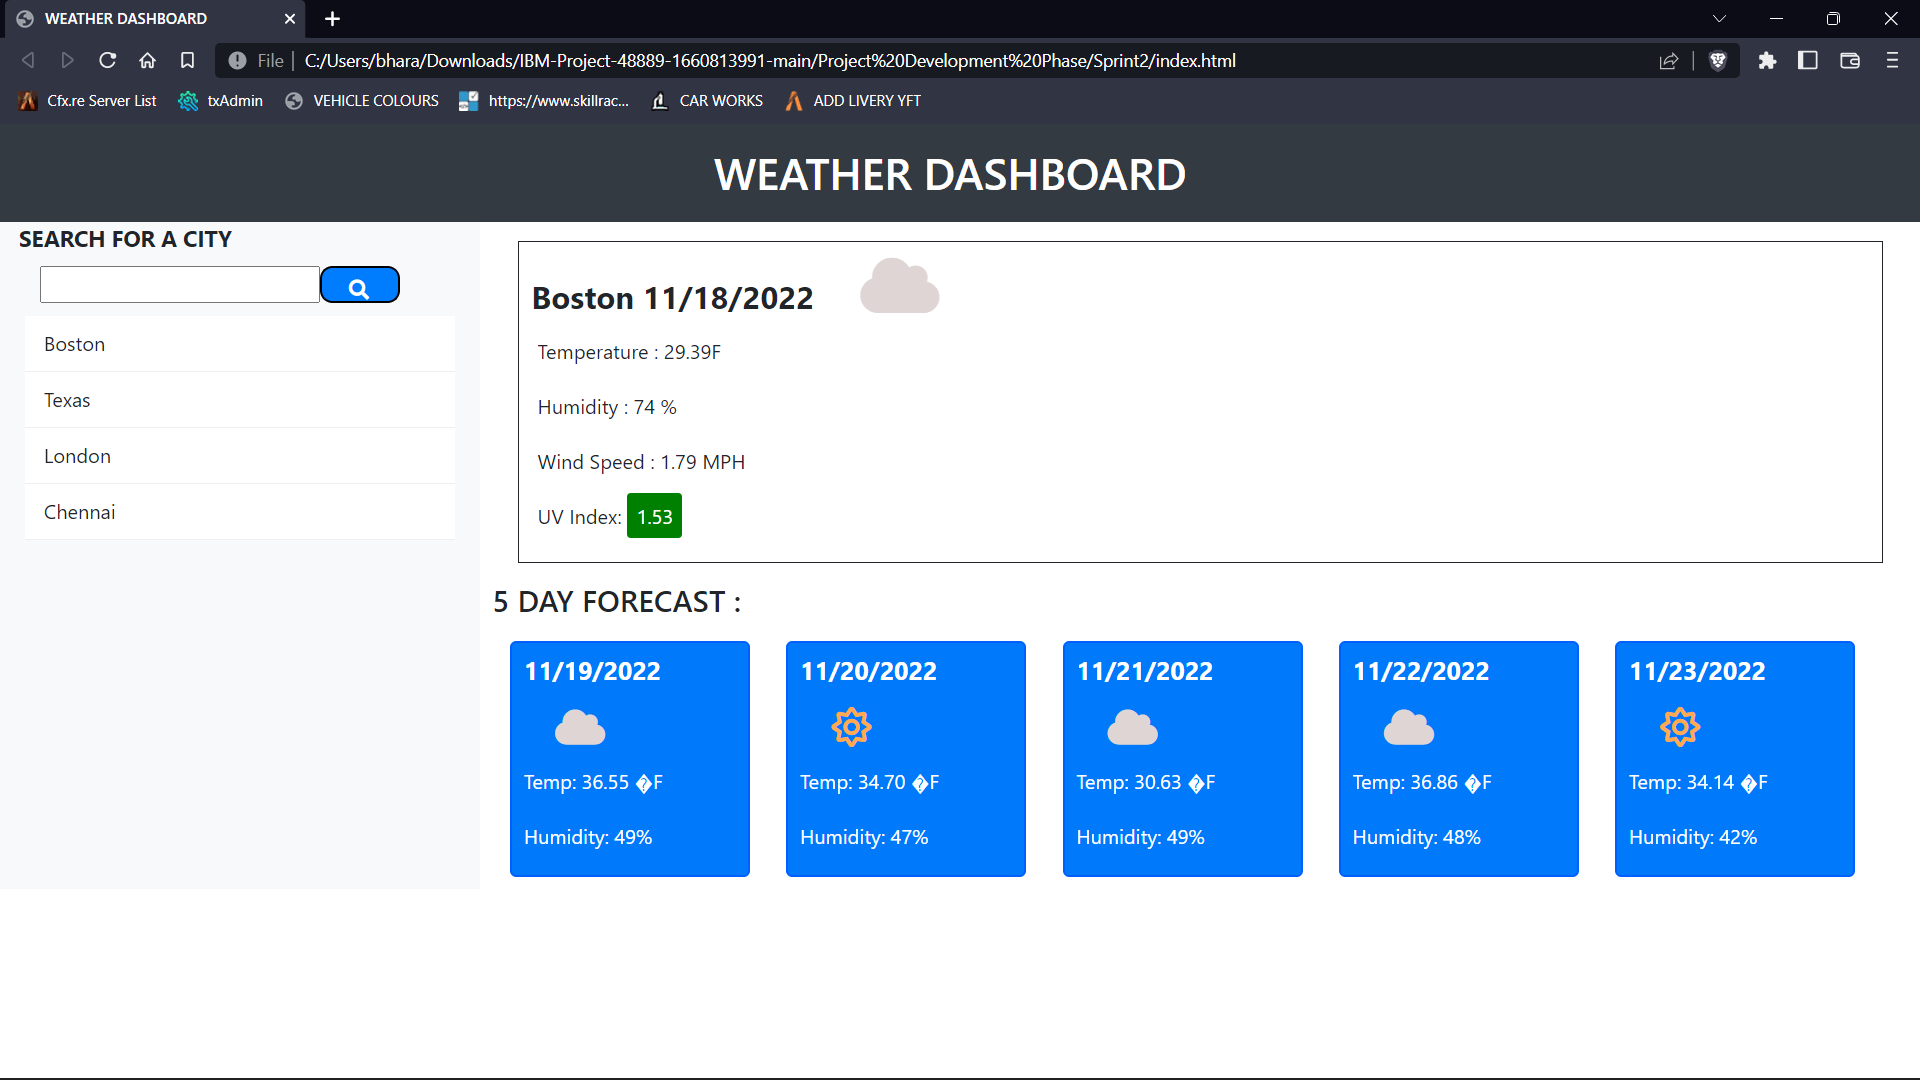 WEATHER DASHBOARD
File | C:/Users/bhara/Downloads/IBM-Project-48889-1660813991-main/Project%20Development%20Phase/Sprint2/index.html
Cfx.re Server List txAdmin VEHICLE COLOURS https://www.skillrac... CAR WORKS ADD LIVERY YFT
WEATHER DASHBOARD
SEARCH FOR A CITY
Boston
Texas
London
Chennai
Boston 11/18/2022
Temperature : 29.39F
Humidity : 74 %
Wind Speed : 1.79 MPH
UV Index: 1.53
5 DAY FORECAST :
11/19/2022
Temp: 36.55 �F
Humidity: 49%
11/20/2022
Temp: 34.70 �F
Humidity: 47%
11/21/2022
Temp: 30.63 �F
Humidity: 49%
11/22/2022
Temp: 36.86 �F
Humidity: 48%
11/23/2022
Temp: 34.14 �F
Humidity: 42%